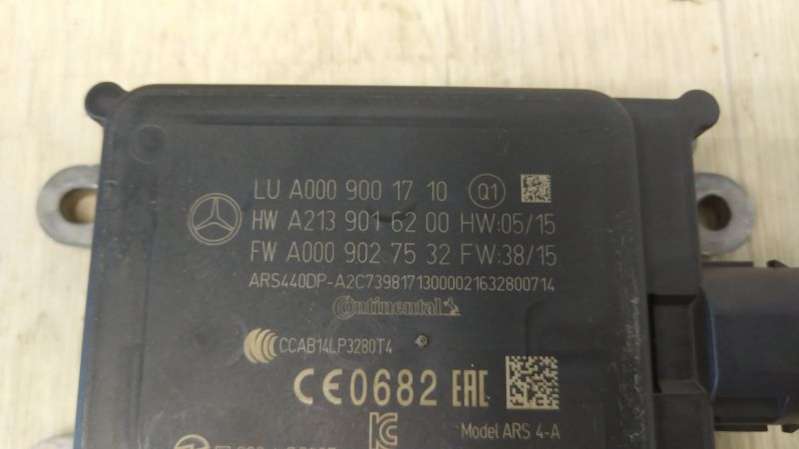 LU A000 900 17 10 Q1
HW A213 901 62 00 HW:05/15
FW A000 902 75 32 FW:38/15
ARS440DP-A2C73981713000021632800714
Continental
CCAB14LP3280T4
CE0682 EAC
Model ARS 4-A